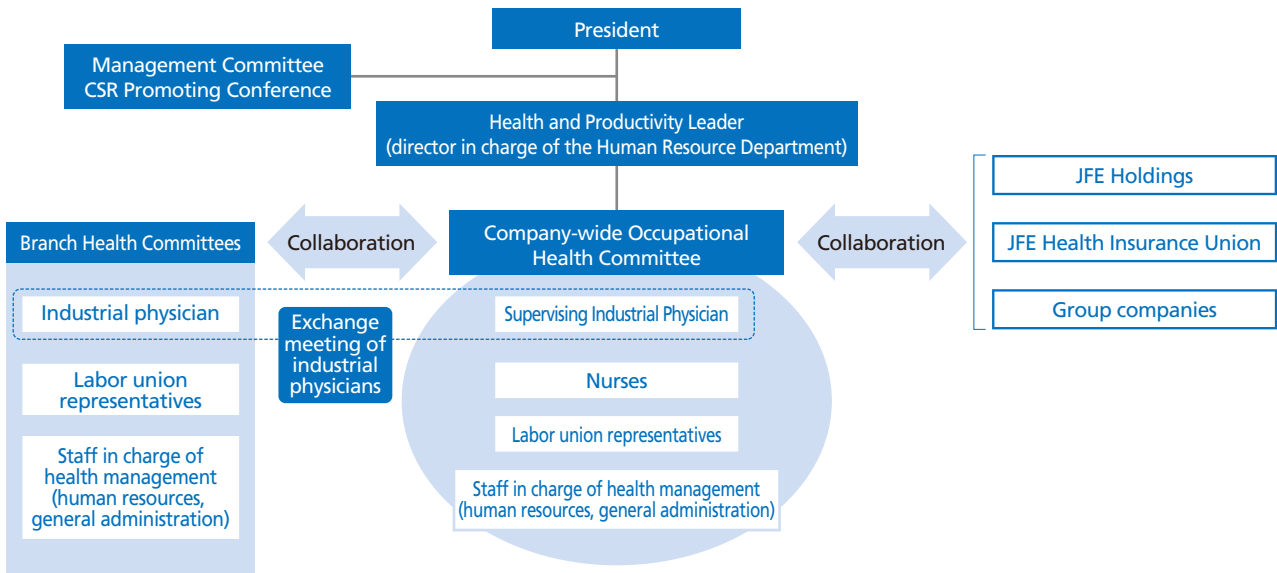 President
Management Committee
CSR Promoting Conference
Health and Productivity Leader
(director in charge of the Human Resource Department)
Branch Health Committees
Collaboration
Company-wide Occupational
Health Committee
Collaboration
JFE Holdings
JFE Health Insurance Union
Group companies
Industrial physician
Exchange
meeting of
industrial
physicians
Supervising Industrial Physician
Labor union
representatives
Nurses
Labor union representatives
Staff in charge of
health management
(human resources,
general administration)
Staff in charge of health management
(human resources, general administration)